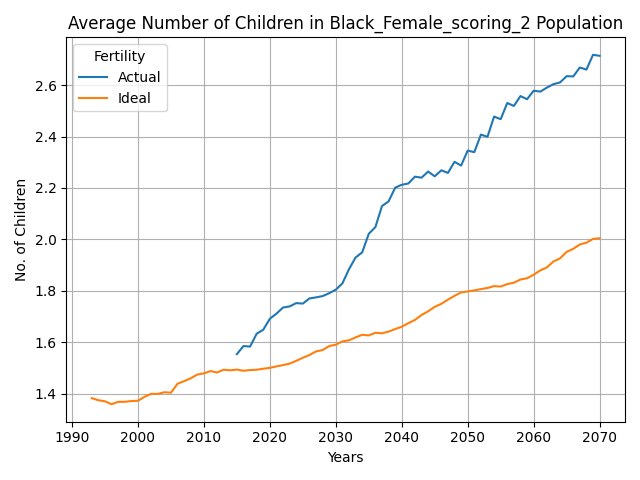 Average Number of Children in Black_Female_scoring_2 Population
Fertility
Actual
Ideal
No. of Children
2.6
2.4
2.2
2.0
1.8
1.6
1.4
1990 2000 2010 2020 2030 2040 2050 2060 2070
Years